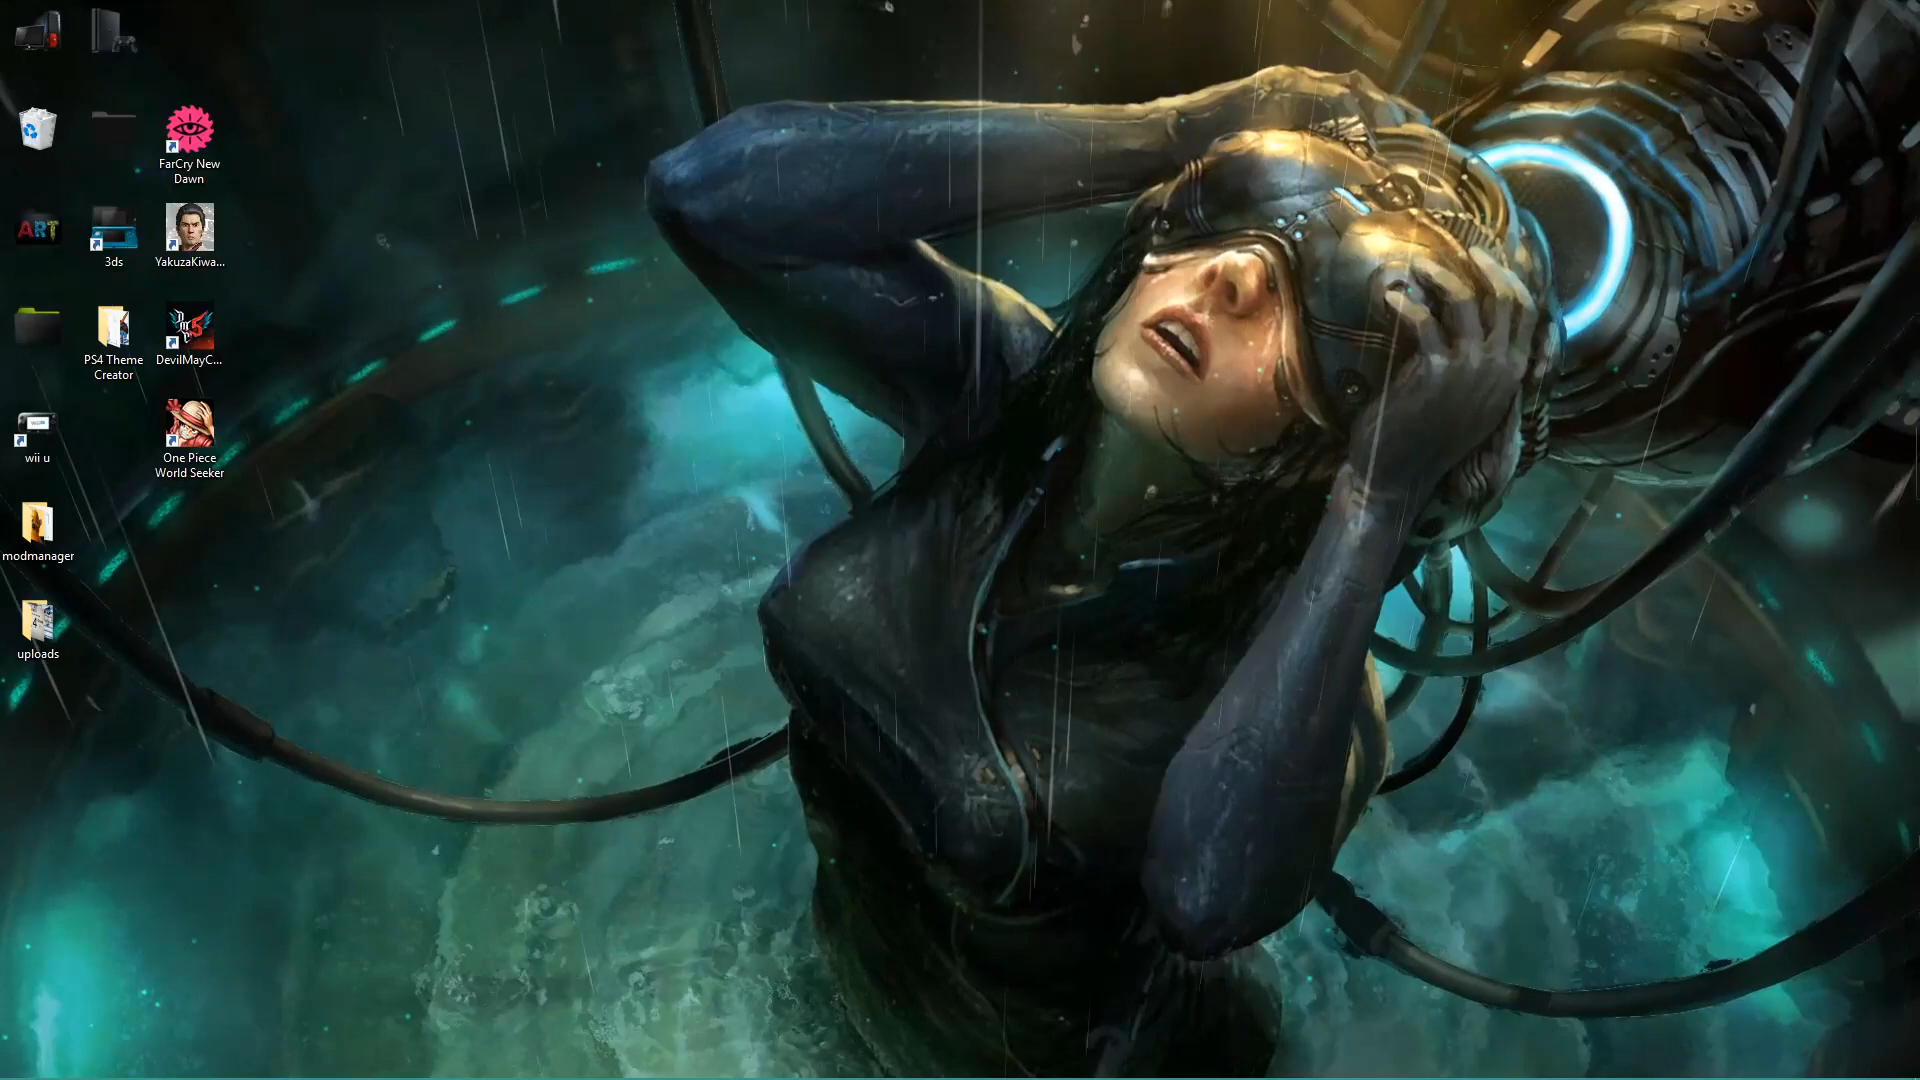 FarCry New
Dawn
ART
3ds
YakuzaKiwa...
PS4 Theme
Creator
DevilMayC...
wii u
One Piece
World Seeker
modmanager
uploads